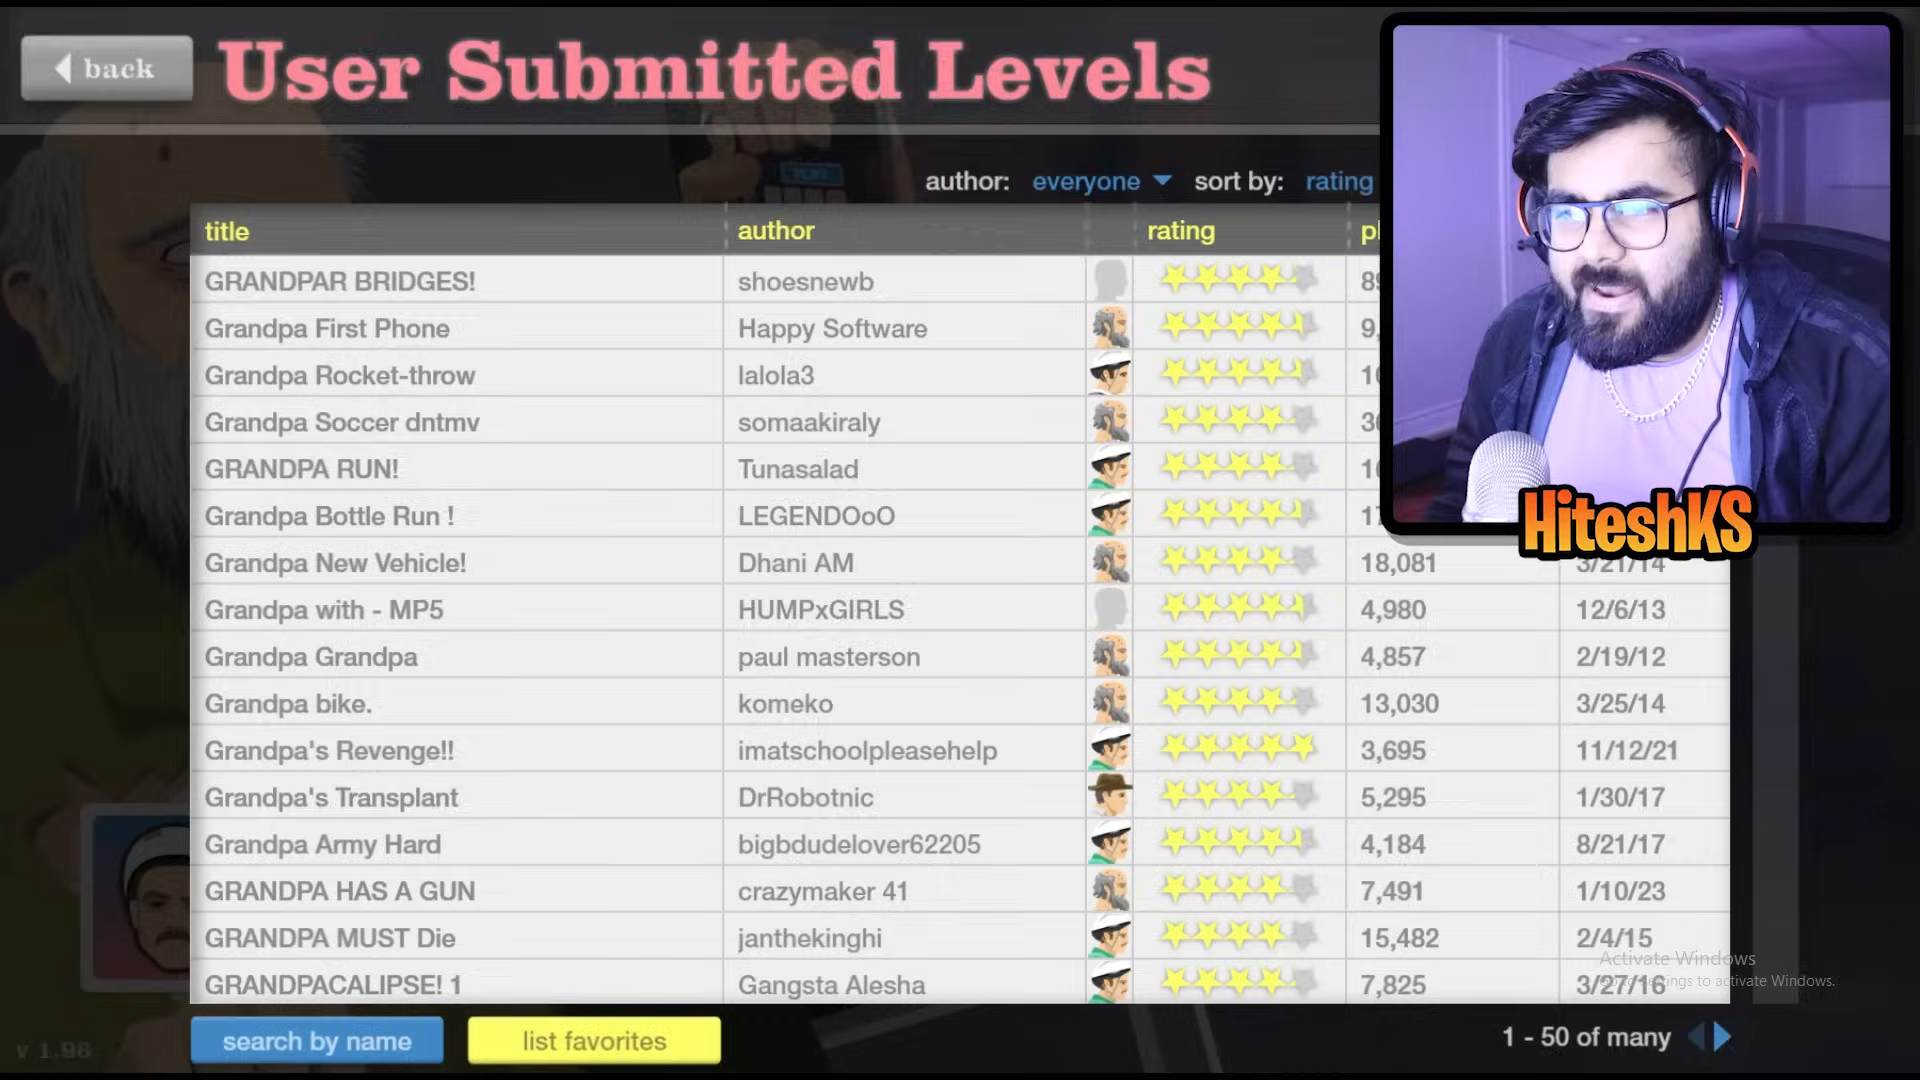 back
User Submitted Levels
author: everyone sort by: rating
title author rating
GRANDPAR BRIDGES! shoesnewb
Grandpa First Phone Happy Software
Grandpa Rocket-throw lalola3
Grandpa Soccer dntmv somaakiraly
GRANDPA RUN! Tunasalad
Grandpa Bottle Run ! LEGENDOoO
HiteshKS
Grandpa New Vehicle! Dhani AM 18,081 3/21/14
Grandpa with - MP5 HUMPxGIRLS 4,980 12/6/13
Grandpa Grandpa paul masterson 4,857 2/19/12
Grandpa bike. komeko 13,030 3/25/14
Grandpa's Revenge!! imatschoolpleasehelp 3,695 11/12/21
Grandpa's Transplant DrRobotnic 5,295 1/30/17
Grandpa Army Hard bigbdudelover62205 4,184 8/21/17
GRANDPA HAS A GUN crazymaker 41 7,491 1/10/23
GRANDPA MUST Die janthekinghi 15,482 2/4/15
Activate Windows
GRANDPACALIPSE! 1 Gangsta Alesha 7,825 3/27/16
to activate Windows.
search by name list favorites 1 - 50 of many
v 1.96